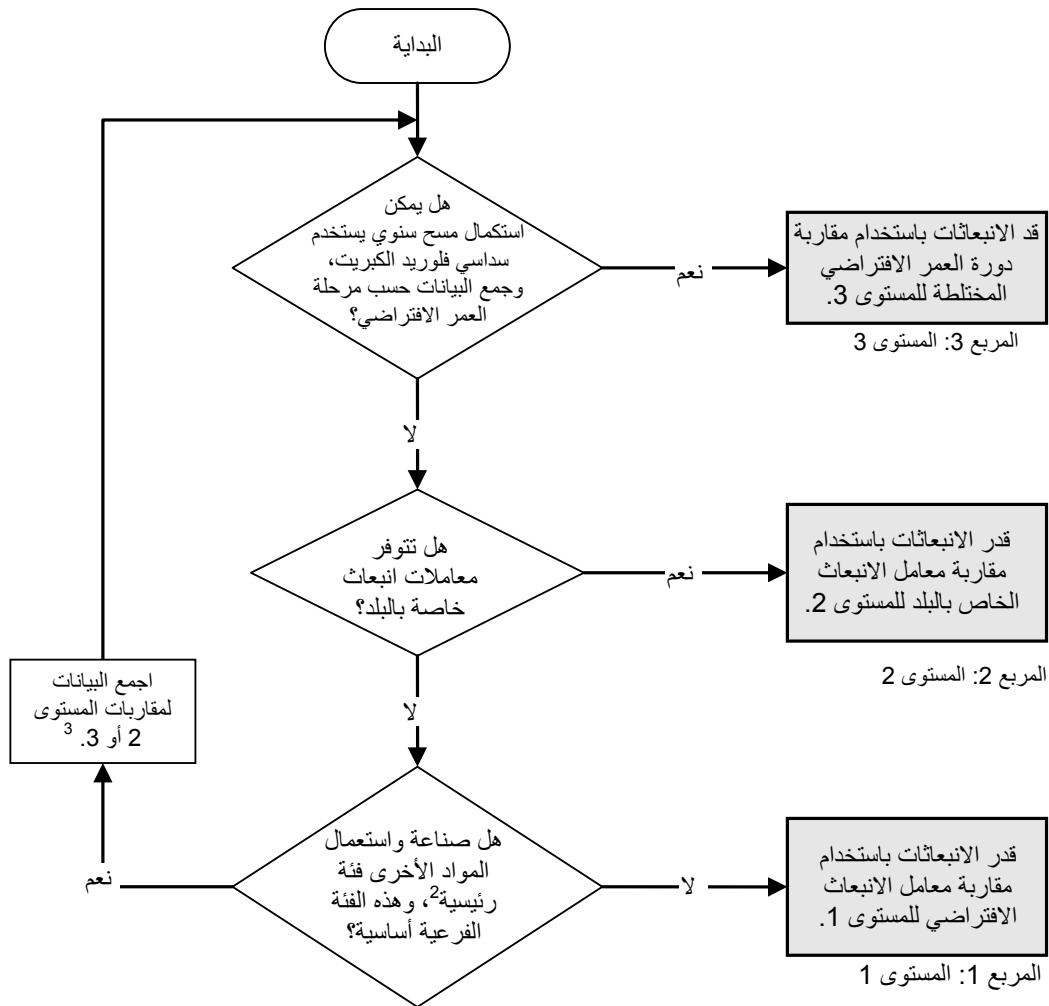 البداية
هل يمكن
استكمال مسح سنوي يستخدم
سداسي فلوريد الكبريت،
وجمع البيانات حسب مرحلة
العمر الافتراضي؟
نعم
قد الانبعاثات باستخدام مقاربة
دورة العمر الافتراضي
المختلطة للمستوى 3.
المربع 3: المستوى 3
لا
هل تتوفر
معاملات انبعاث
خاصة بالبلد؟
نعم
قدر الانبعاثات باستخدام
مقاربة معامل الانبعاث
الخاص بالبلد للمستوى 2.
المربع 2: المستوى 2
لا
هل صناعة واستعمال
المواد الأخرى فئة
رئيسية2، وهذه الفئة
الفرعية أساسية؟
لا
قدر الانبعاثات باستخدام
مقاربة معامل الانبعاث
الافتراضي للمستوى 1.
المربع 1: المستوى 1
نعم
اجمع البيانات
لمقاربات المستوى
2 أو 3. 3